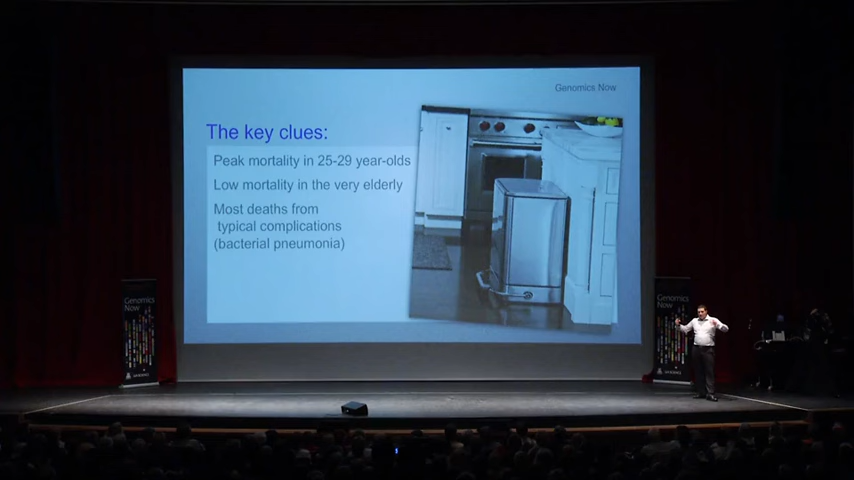 Genomics Now
The key clues:
Peak mortality in 25-29 year-olds
Low mortality in the very elderly
Most deaths from
typical complications
(bacterial pneumonia)
Genomics
Now
Genomics
Now